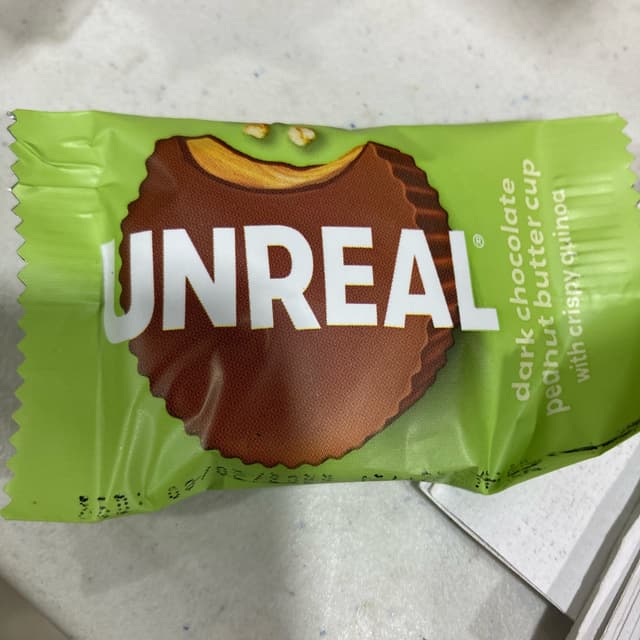 UNREAL®
dark chocolate
peanut butter cup
with crispy quinoa